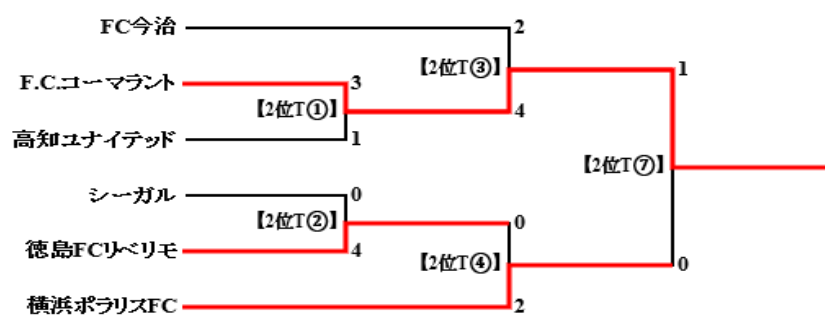 FC今治
2
【2位T③】
1
F.C.コーマラント
3
【2位T①】
4
高知ユナイテッド
1
【2位T⑦】
シーガル
0
【2位T②】
0
徳島FCリベリモ
4
【2位T④】
0
横浜ポラリスFC
2